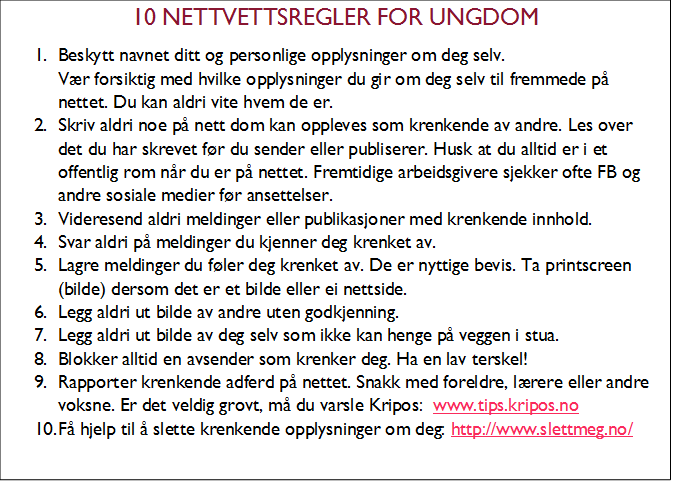 10 NETTVETTSREGLER FOR UNGDOM
1. Beskytt navnet ditt og personlige opplysninger om deg selv.
Vær forsiktig med hvilke opplysninger du gir om deg selv til fremmede på
nettet. Du kan aldri vite hvem de er.
2. Skriv aldri noe på nett dom kan oppleves som krenkende av andre. Les over
det du har skrevet før du sender eller publiserer. Husk at du alltid er i et
offentlig rom når du er på nettet. Fremtidige arbeidsgivere sjekker ofte FB og
andre sosiale medier før ansettelser.
3. Videresend aldri meldinger eller publikasjoner med krenkende innhold.
4. Svar aldri på meldinger du kjenner deg krenket av.
5. Lagre meldinger du føler deg krenket av. De er nyttige bevis. Ta printscreen
(bilde) dersom det er et bilde eller ei nettside.
6. Legg aldri ut bilde av andre uten godkjenning.
7. Legg aldri ut bilde av deg selv som ikke kan henge på veggen i stua.
8. Blokker alltid en avsender som krenker deg. Ha en lav terskel!
9. Rapporter krenkende adferd på nettet. Snakk med foreldre, lærere eller andre
voksne. Er det veldig grovt, må du varsle Kripos: www.tips.kripos.no
10.Få hjelp til å slette krenkende opplysninger om deg: http://www.slettmeg.no/